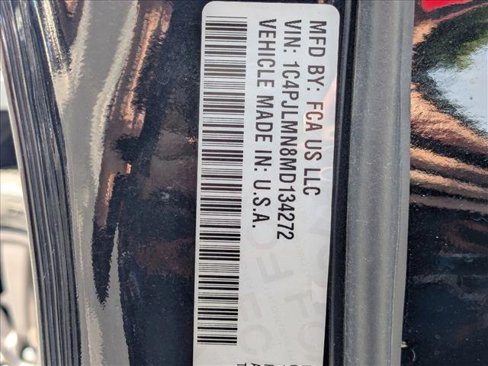 MFD BY: FCA US LLC
VIN: 1C4PJLMN8MD134272
VEHICLE MADE IN: U.S.A.